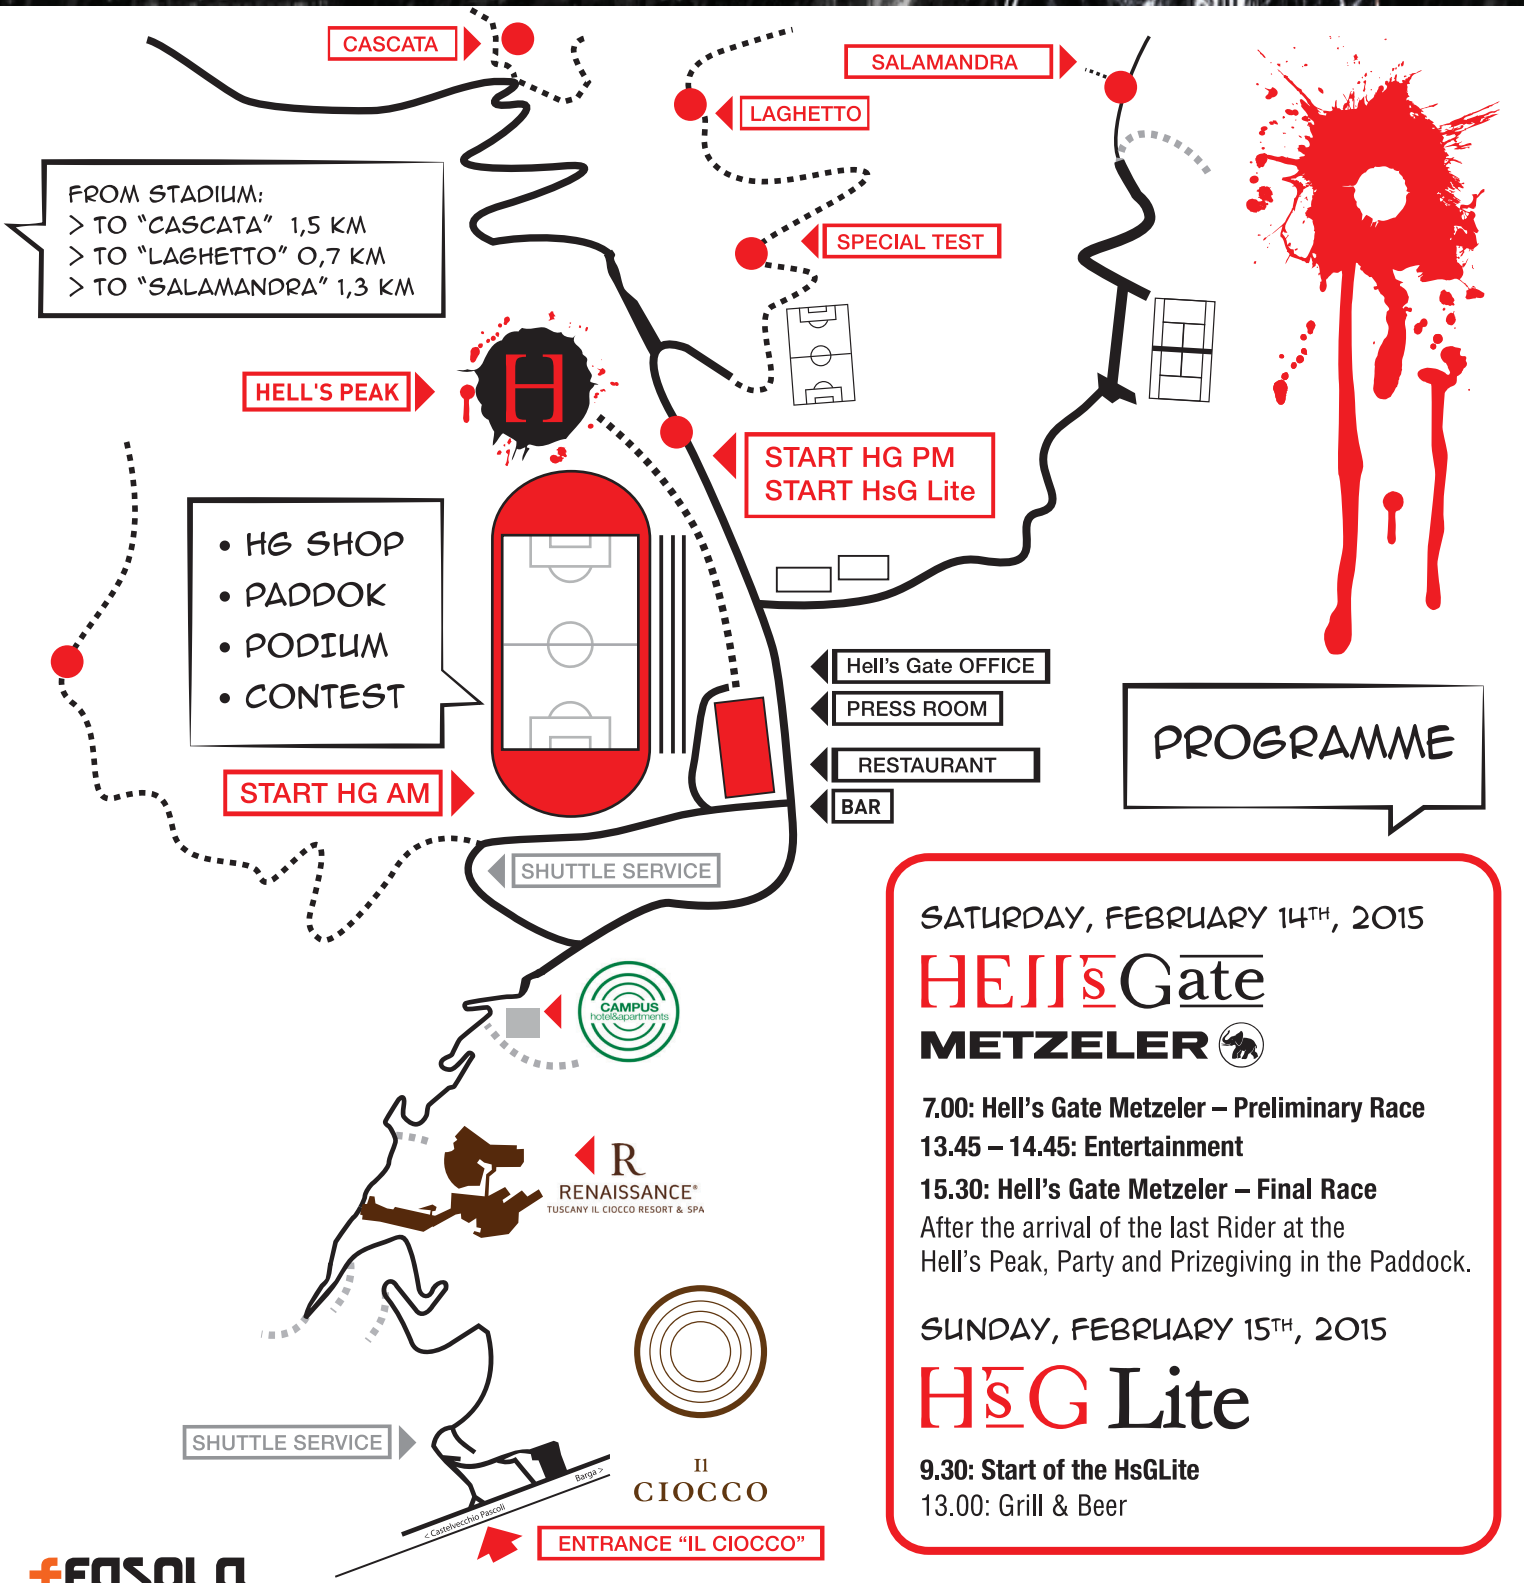 CASCATA
SALAMANDRA
LAGHETTO
FROM STADIUM:
> TO "CASCATA" 1,5 KM
> TO "LAGHETTO" 0,7 KM
> TO "SALAMANDRA" 1,3 KM
SPECIAL TEST
HELL'S PEAK
H
START HG PM
START HsG Lite
• HG SHOP
• PADDOK
• PODIUM
• CONTEST
Hell's Gate OFFICE
PRESS ROOM
RESTAURANT
BAR
START HG AM
SHUTTLE SERVICE
PROGRAMME
SATURDAY, FEBRUARY 14TH, 2015
HEll's Gate
METZELER
7.00: Hell's Gate Metzeler – Preliminary Race
13.45 – 14.45: Entertainment
15.30: Hell's Gate Metzeler – Final Race
After the arrival of the last Rider at the
Hell's Peak, Party and Prizegiving in the Paddock.
SUNDAY, FEBRUARY 15TH, 2015
HsG Lite
9.30: Start of the HsGLite
13.00: Grill & Beer
CAMPUS
hotel&apartments
R
RENAISSANCE®
TUSCANY IL CIOCCO RESORT & SPA
Il
CIOCCO
SHUTTLE SERVICE
Barga >
< Castelvecchio Pascoli
ENTRANCE "IL CIOCCO"
FASOLA